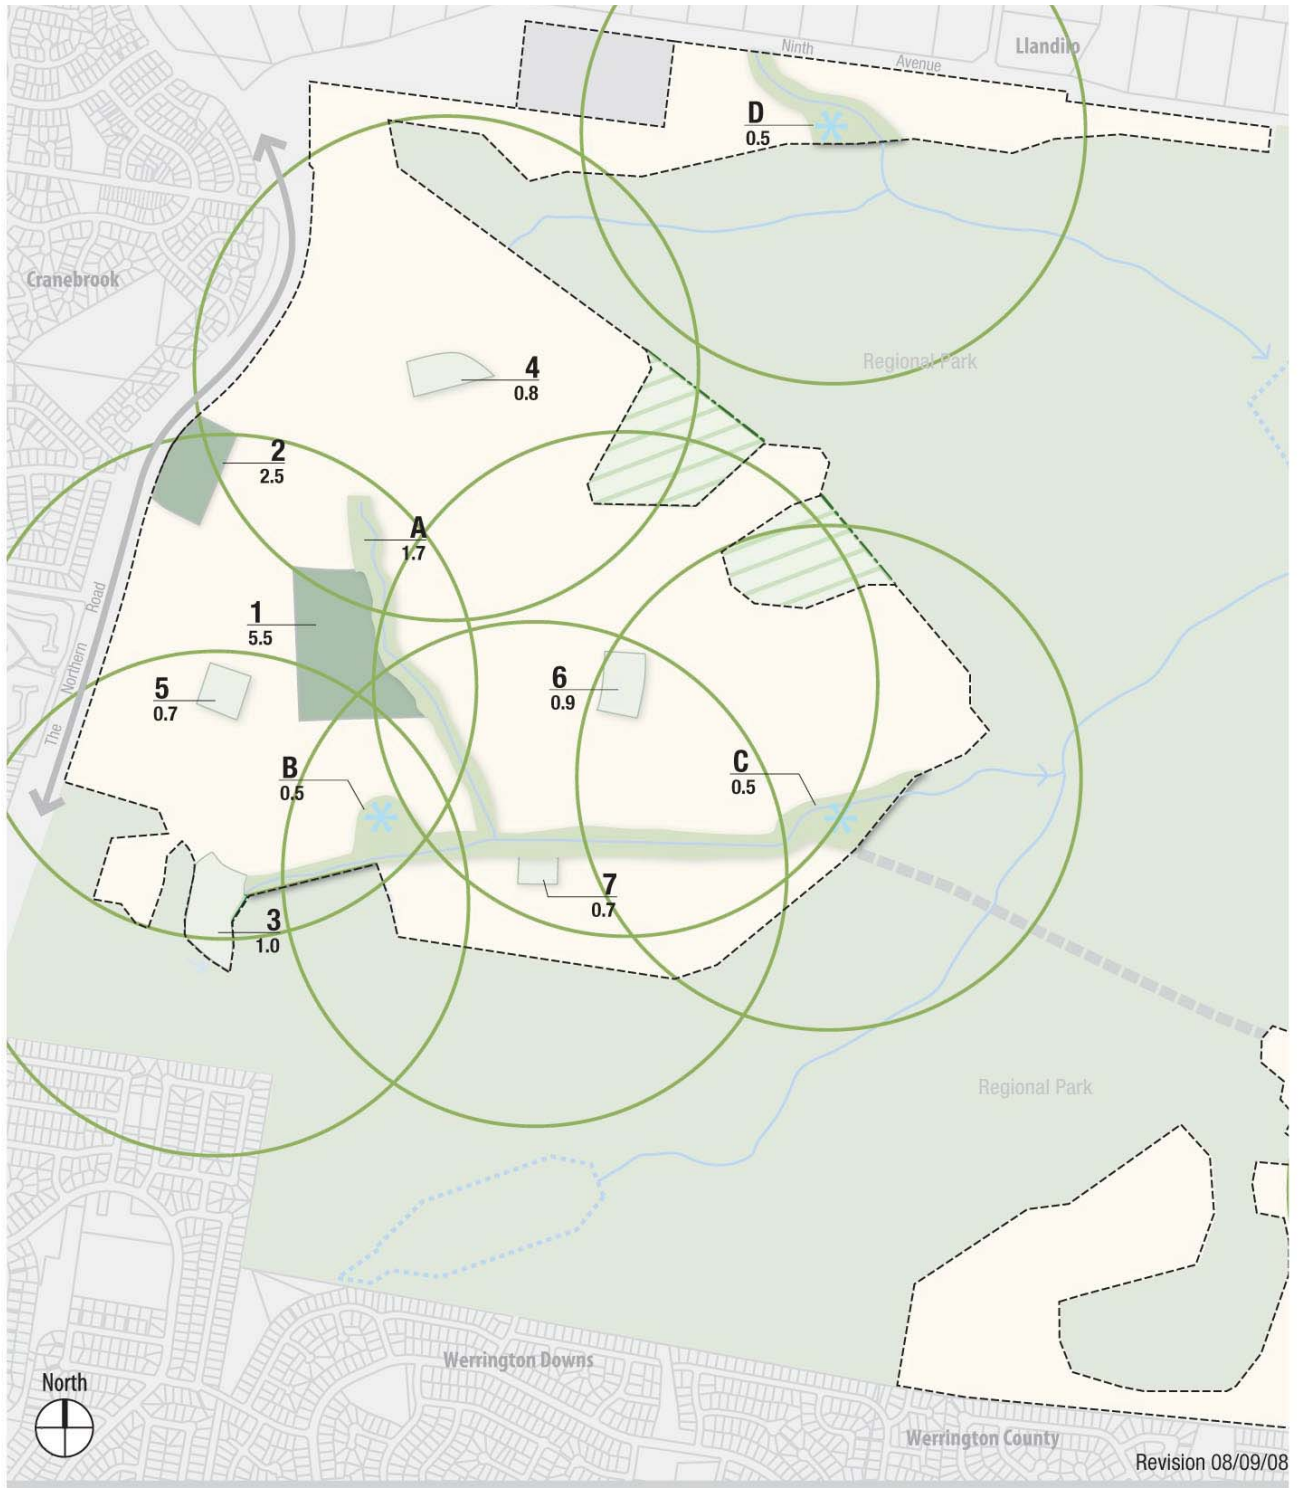 Ninth
Avenue
Llandilo
D
0.5
Cranebrook
Regional Park
4
0.8
2
2.5
A
1.7
1
5.5
The Northern Road
5
0.7
6
0.9
B
0.5
C
0.5
7
0.7
3
1.0
Regional Park
Werrington Downs
North
Werrington County
Revision 08/09/08